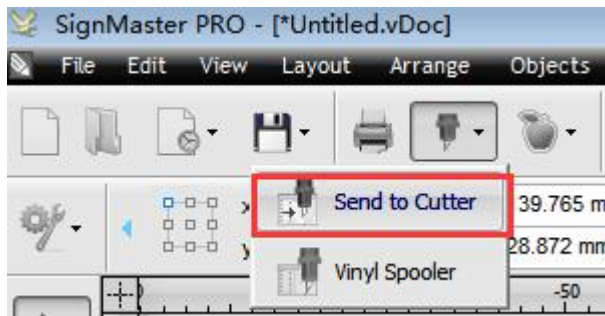 SignMaster PRO - [*Untitled.vDoc]
File Edit View Layout Arrange Objects
Send to Cutter
39.765 m
28.872 mm
Vinyl Spooler
-50